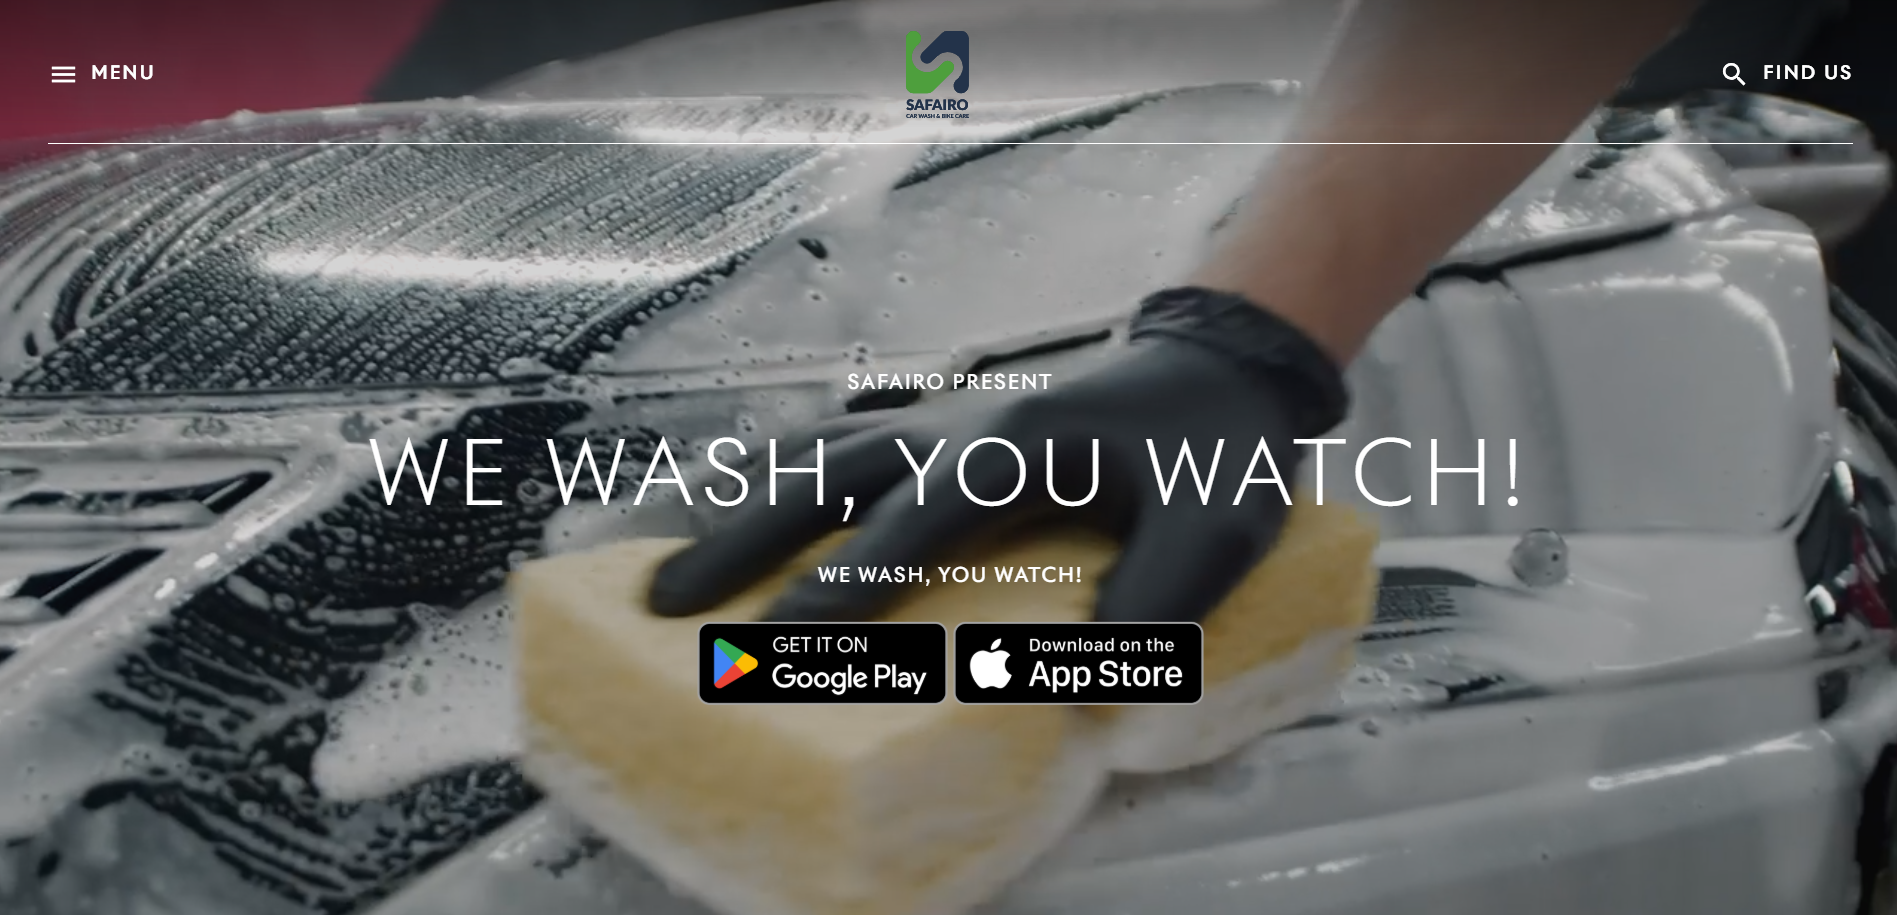 MENU
SAFAIRO
CAR WASH & BIKE CARE
FIND US
SAFAIRO PRESENT
WE WASH, YOU WATCH!
WE WASH, YOU WATCH!
GET IT ON
Google Play
Download on the
App Store